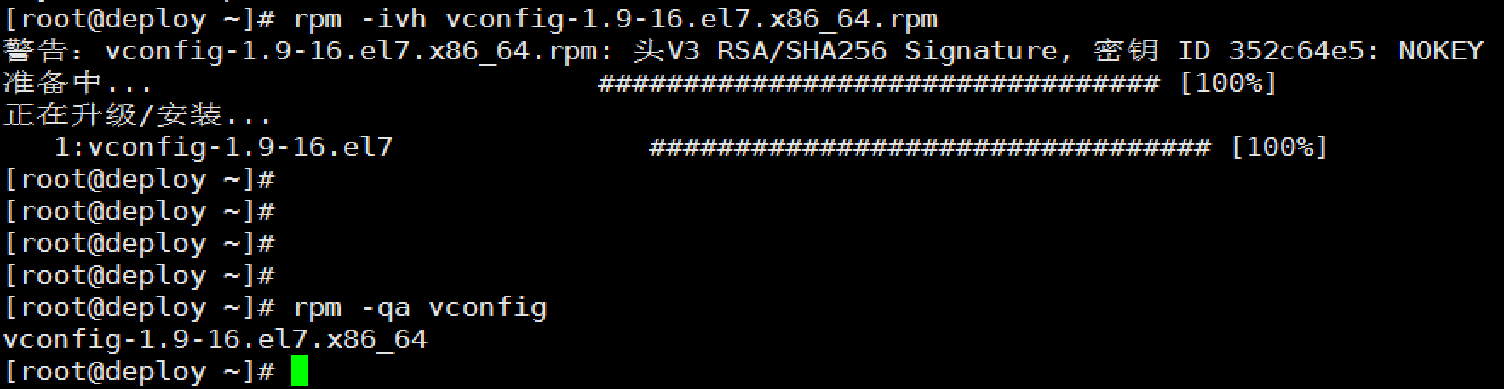 [root@deploy ~]# rpm -ivh vconfig-1.9-16.el7.x86_64.rpm
警告：vconfig-1.9-16.el7.x86_64.rpm: 头V3 RSA/SHA256 Signature, 密钥 ID 352c64e5: NOKEY
准备中... ################################# [100%]
正在升级/安装...
1:vconfig-1.9-16.el7 ################################# [100%]
[root@deploy ~]#
[root@deploy ~]#
[root@deploy ~]#
[root@deploy ~]#
[root@deploy ~]# rpm -qa vconfig
vconfig-1.9-16.el7.x86_64
[root@deploy ~]#